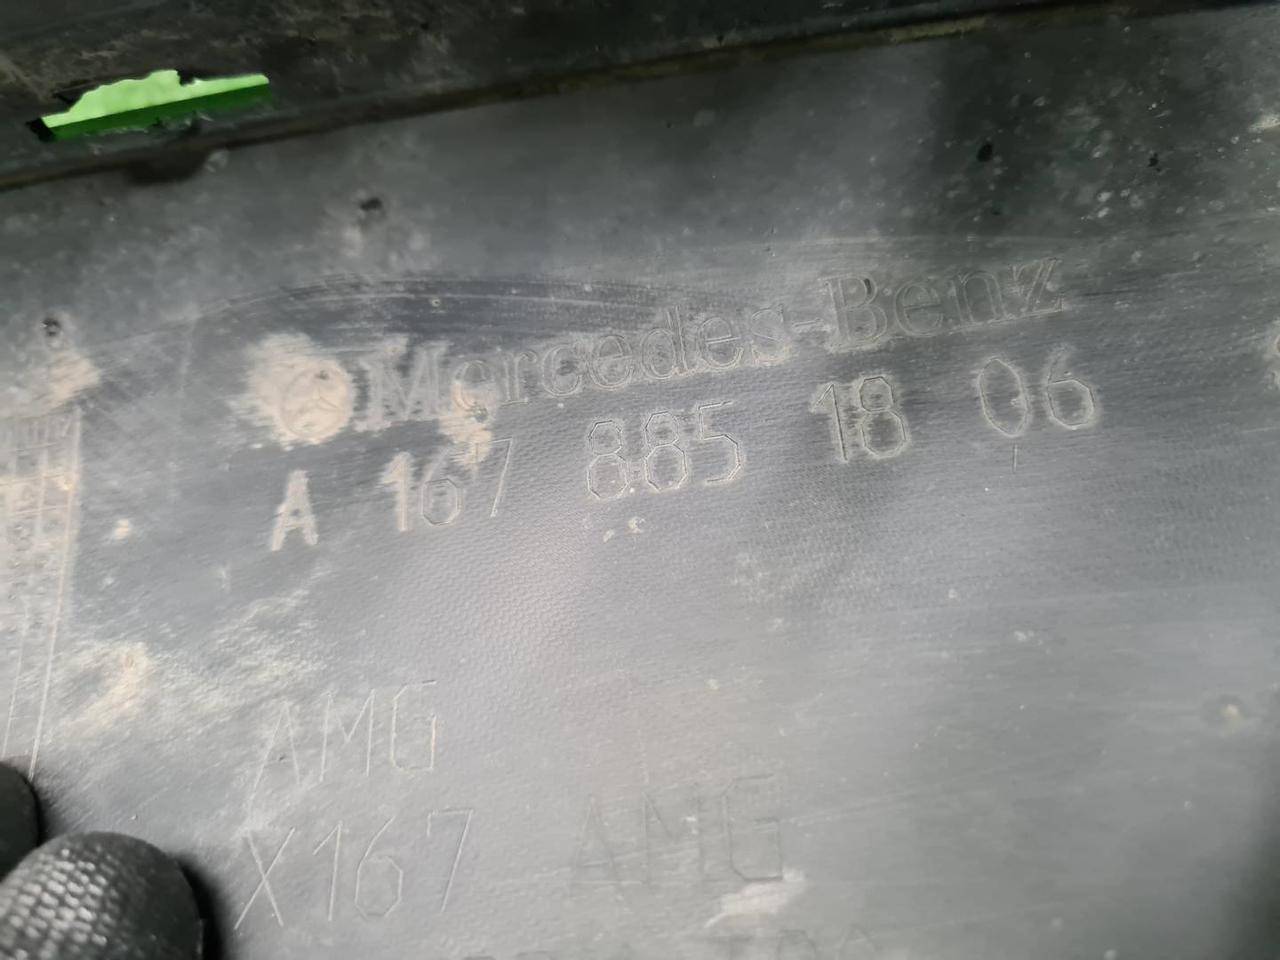 Mercedes-Benz
A 167 885 18 06
AMG
X167
AMG